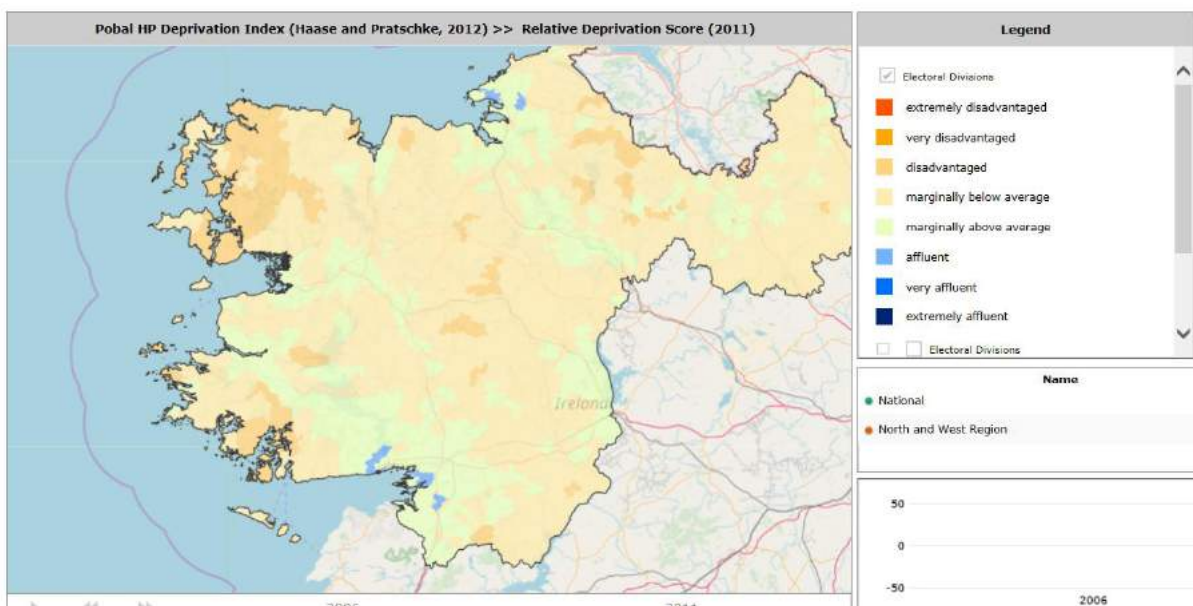 Pobal HP Deprivation Index (Haase and Pratschke, 2012) >> Relative Deprivation Score (2011)
Ireland
2006
2011
Legend
Electoral Divisions
extremely disadvantaged
very disadvantaged
disadvantaged
marginally below average
marginally above average
affluent
very affluent
extremely affluent
Electoral Divisions
Name
National
North and West Region
50
0
-50
2006